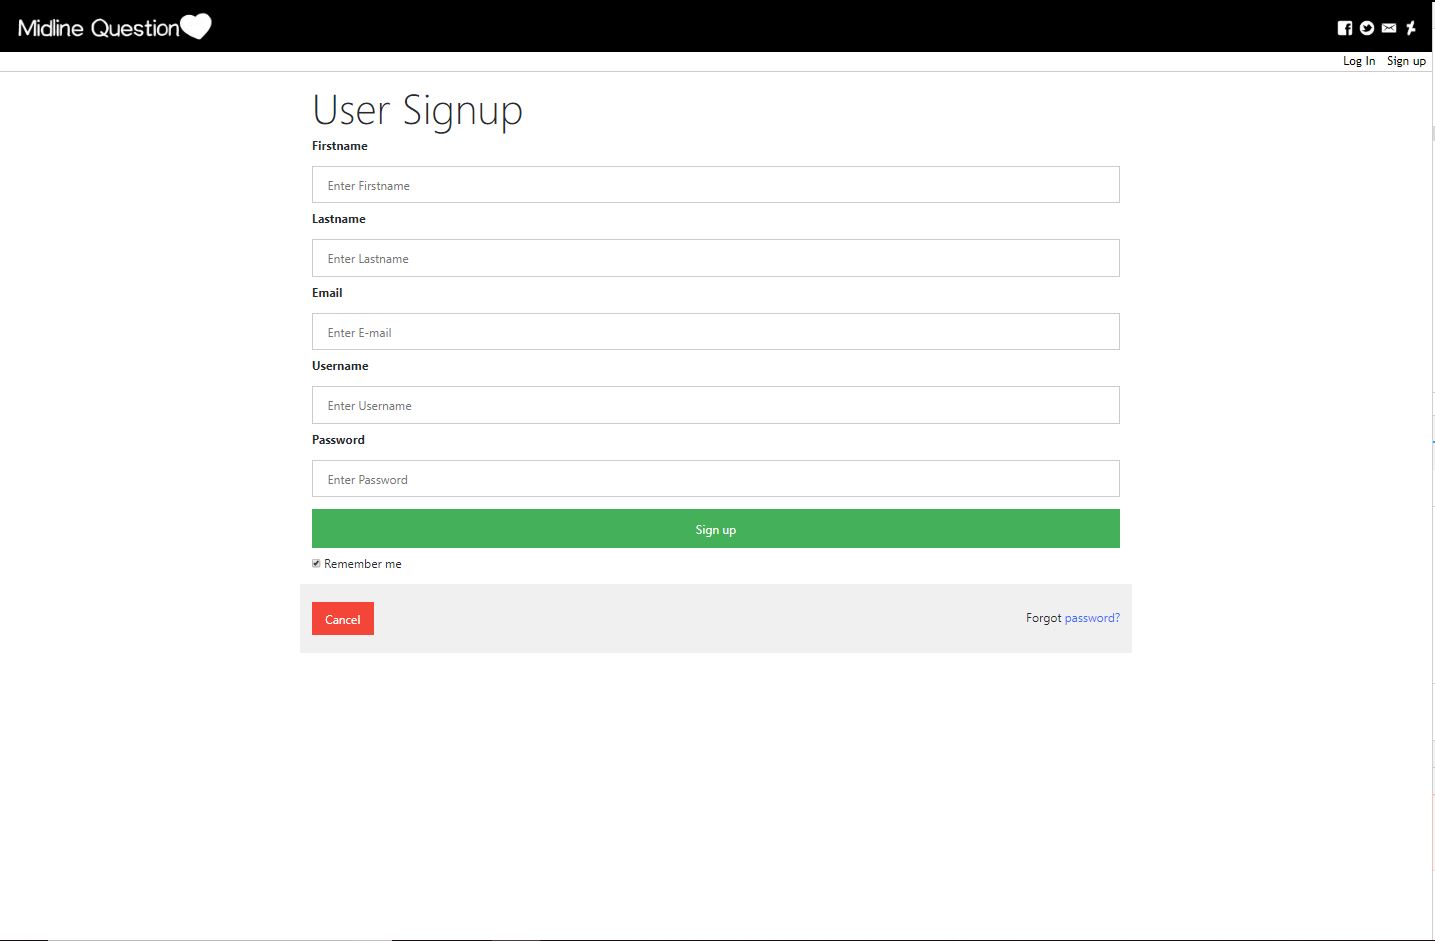 Midline Question
Log In Sign up
User Signup
Firstname
Enter Firstname
Lastname
Enter Lastname
Email
Enter E-mail
Username
Enter Username
Password
Enter Password
Sign up
Remember me
Cancel
Forgot password?